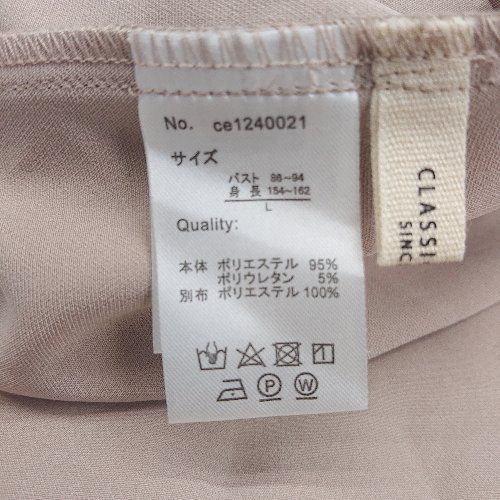 No. ce1240021
サイズ
バスト 86~94
身 長 154~162
L
Quality:
本体 ポリエステル 95%
ポリウレタン 5%
別布 ポリエステル 100%
P W
CLASSI
SINC